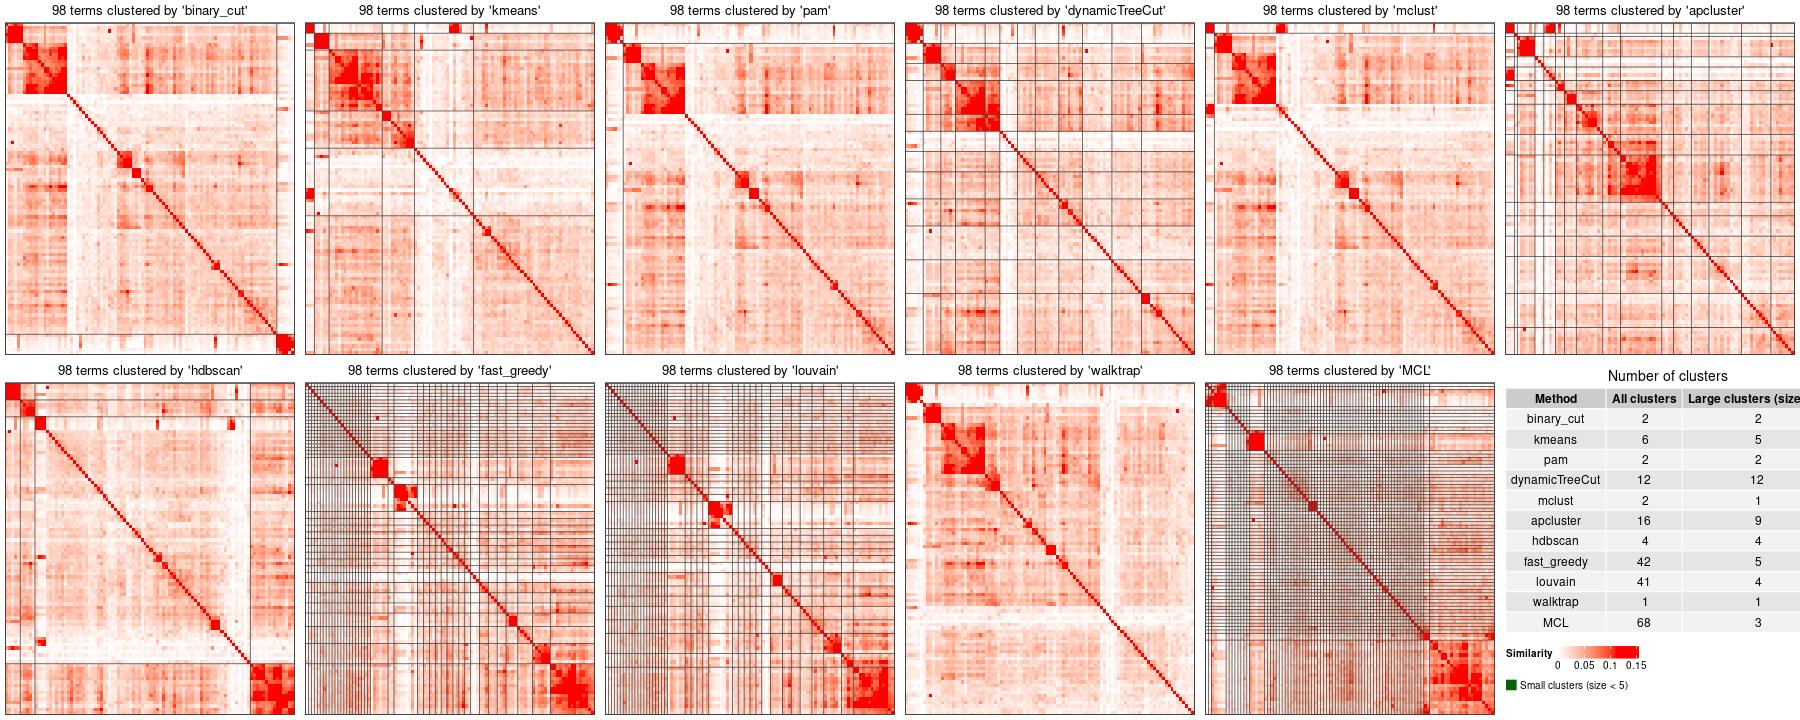 98 terms clustered by 'binary_cut'
98 terms clustered by 'kmeans'
98 terms clustered by 'pam'
98 terms clustered by 'dynamicTreeCut'
98 terms clustered by 'mclust'
98 terms clustered by 'apcluster'
98 terms clustered by 'hdbscan'
98 terms clustered by 'fast_greedy'
98 terms clustered by 'louvain'
98 terms clustered by 'walktrap'
98 terms clustered by 'MCL'
Number of clusters
Method All clusters Large clusters (size
binary_cut 2 2
kmeans 6 5
pam 2 2
dynamicTreeCut 12 12
mclust 2 1
apcluster 16 9
hdbscan 4 4
fast_greedy 42 5
louvain 41 4
walktrap 1 1
MCL 68 3
Similarity
0 0.05 0.1 0.15
Small clusters (size < 5)